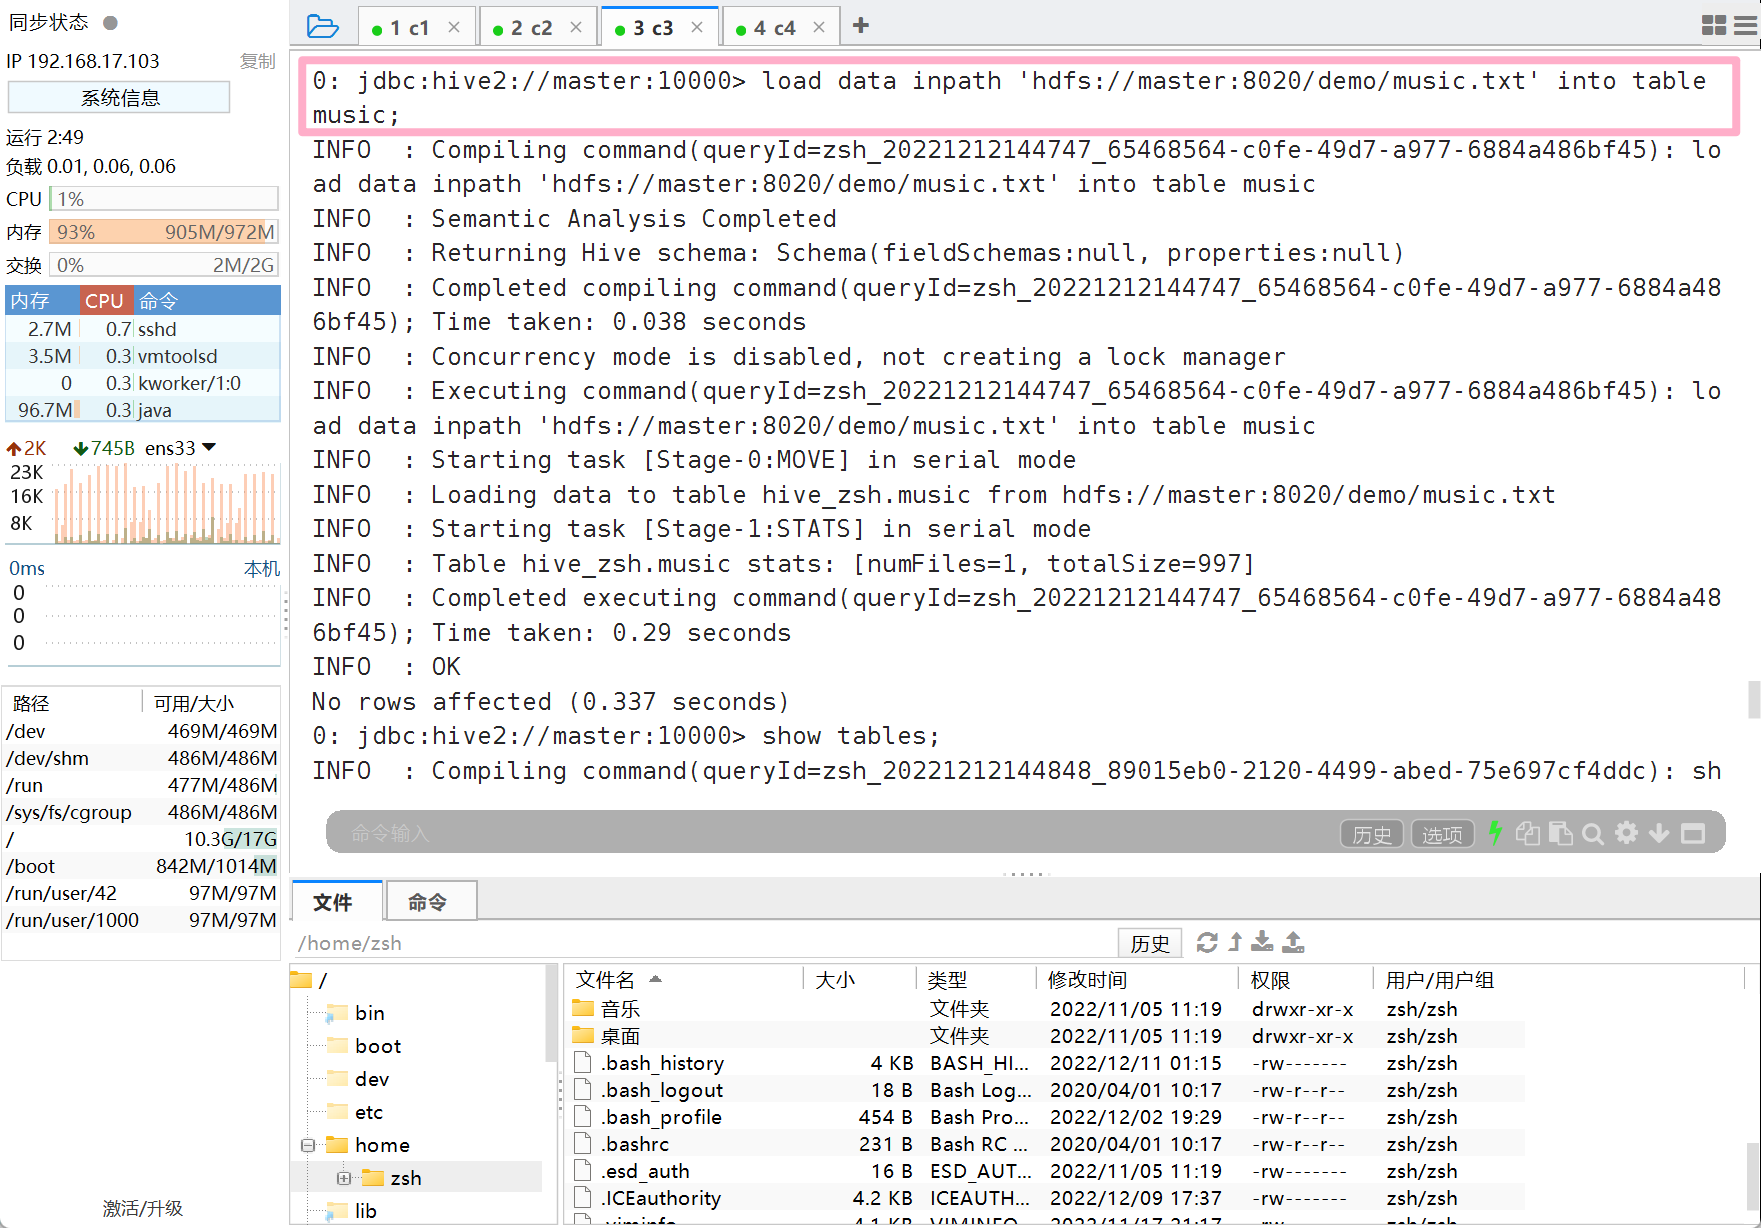 同步状态
IP 192.168.17.103 复制
系统信息
运行 2:49
负载 0.01, 0.06, 0.06
CPU 1%
内存 93% 905M/972M
交换 0% 2M/2G
内存 CPU 命令
2.7M 0.7 sshd
3.5M 0.3 vmtoolsd
0 0.3 kworker/1:0
96.7M 0.3 java
2K 745B ens33
23K
16K
8K
0ms 本机
0
0
0
路径 可用/大小
/dev 469M/469M
/dev/shm 486M/486M
/run 477M/486M
/sys/fs/cgroup 486M/486M
/ 10.3G/17G
/boot 842M/1014M
/run/user/42 97M/97M
/run/user/1000 97M/97M
激活/升级
1 c1 2 c2 3 c3 4 c4
0: jdbc:hive2://master:10000> load data inpath 'hdfs://master:8020/demo/music.txt' into table
music;
INFO  : Compiling command(queryId=zsh_20221212144747_65468564-c0fe-49d7-a977-6884a486bf45): lo
ad data inpath 'hdfs://master:8020/demo/music.txt' into table music
INFO  : Semantic Analysis Completed
INFO  : Returning Hive schema: Schema(fieldSchemas:null, properties:null)
INFO  : Completed compiling command(queryId=zsh_20221212144747_65468564-c0fe-49d7-a977-6884a48
6bf45); Time taken: 0.038 seconds
INFO  : Concurrency mode is disabled, not creating a lock manager
INFO  : Executing command(queryId=zsh_20221212144747_65468564-c0fe-49d7-a977-6884a486bf45): lo
ad data inpath 'hdfs://master:8020/demo/music.txt' into table music
INFO  : Starting task [Stage-0:MOVE] in serial mode
INFO  : Loading data to table hive_zsh.music from hdfs://master:8020/demo/music.txt
INFO  : Starting task [Stage-1:STATS] in serial mode
INFO  : Table hive_zsh.music stats: [numFiles=1, totalSize=997]
INFO  : Completed executing command(queryId=zsh_20221212144747_65468564-c0fe-49d7-a977-6884a48
6bf45); Time taken: 0.29 seconds
INFO  : OK
No rows affected (0.337 seconds)
0: jdbc:hive2://master:10000> show tables;
INFO  : Compiling command(queryId=zsh_20221212144848_89015eb0-2120-4499-abed-75e697cf4ddc): sh
命令输入 历史 选项
文件 命令
/home/zsh 历史
/
bin
boot
dev
etc
home
zsh
lib
文件名 大小 类型 修改时间 权限 用户/用户组
音乐 文件夹 2022/11/05 11:19 drwxr-xr-x zsh/zsh
桌面 文件夹 2022/11/05 11:19 drwxr-xr-x zsh/zsh
.bash_history 4 KB BASH_HI... 2022/12/11 01:15 -rw------- zsh/zsh
.bash_logout 18 B Bash Log... 2020/04/01 10:17 -rw-r--r-- zsh/zsh
.bash_profile 454 B Bash Pro... 2022/12/02 19:29 -rw-r--r-- zsh/zsh
.bashrc 231 B Bash RC ... 2020/04/01 10:17 -rw-r--r-- zsh/zsh
.esd_auth 16 B ESD_AUT... 2022/11/05 11:19 -rw------- zsh/zsh
.ICEauthority 4.2 KB ICEAUTH... 2022/12/09 17:37 -rw------- zsh/zsh
.viminfo 4.1 KB VIMINFO 2022/11/17 21:17 -rw------- zsh/zsh